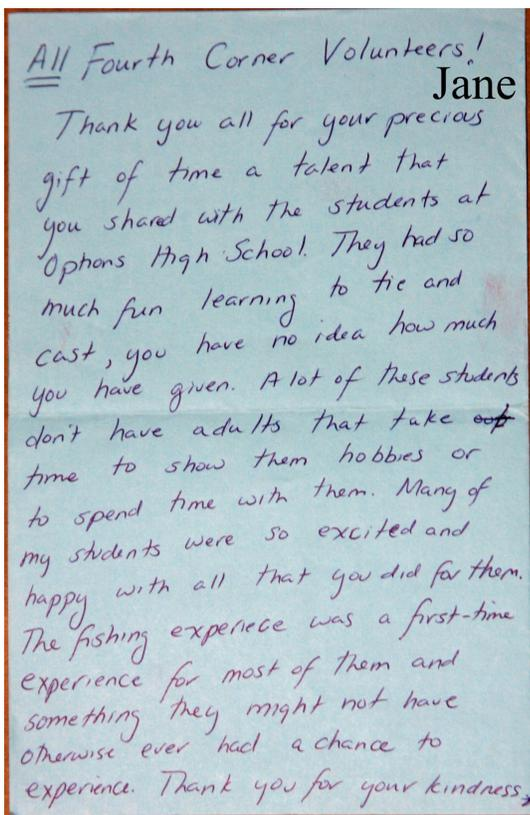 All Fourth Corner Volunteers!
Jane
Thank you all for your precious
gift of time a talent that
you shared with the students at
Options High School. They had so
much fun learning to tie and
cast, you have no idea how much
you have given. A lot of these students
don't have adults that take
time to show them hobbies or
to spend time with them. Many of
my students were so excited and
happy with all that you did for them.
The fishing experiece was a first-time
experience for most of them and
something they might not have
otherwise ever had a chance to
experience. Thank you for your kindness,